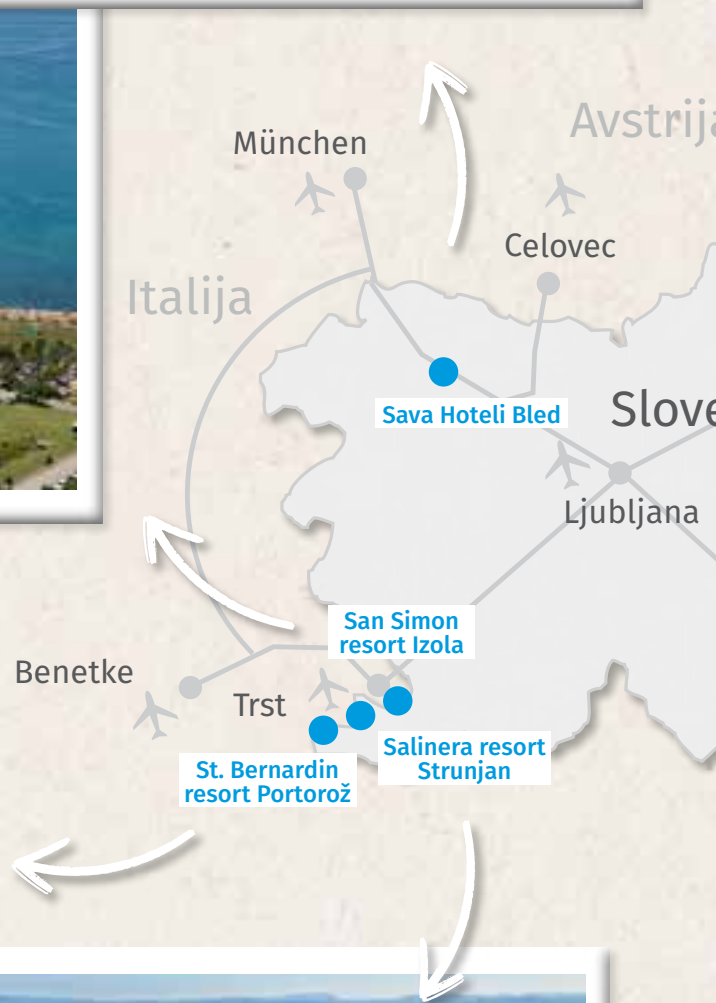 Avstrij
München
Celovec
Italija
Sava Hoteli Bled
Slove
Ljubljana
San Simon
resort Izola
Benetke
Trst
Salinera resort
Strunjan
St. Bernardin
resort Portorož